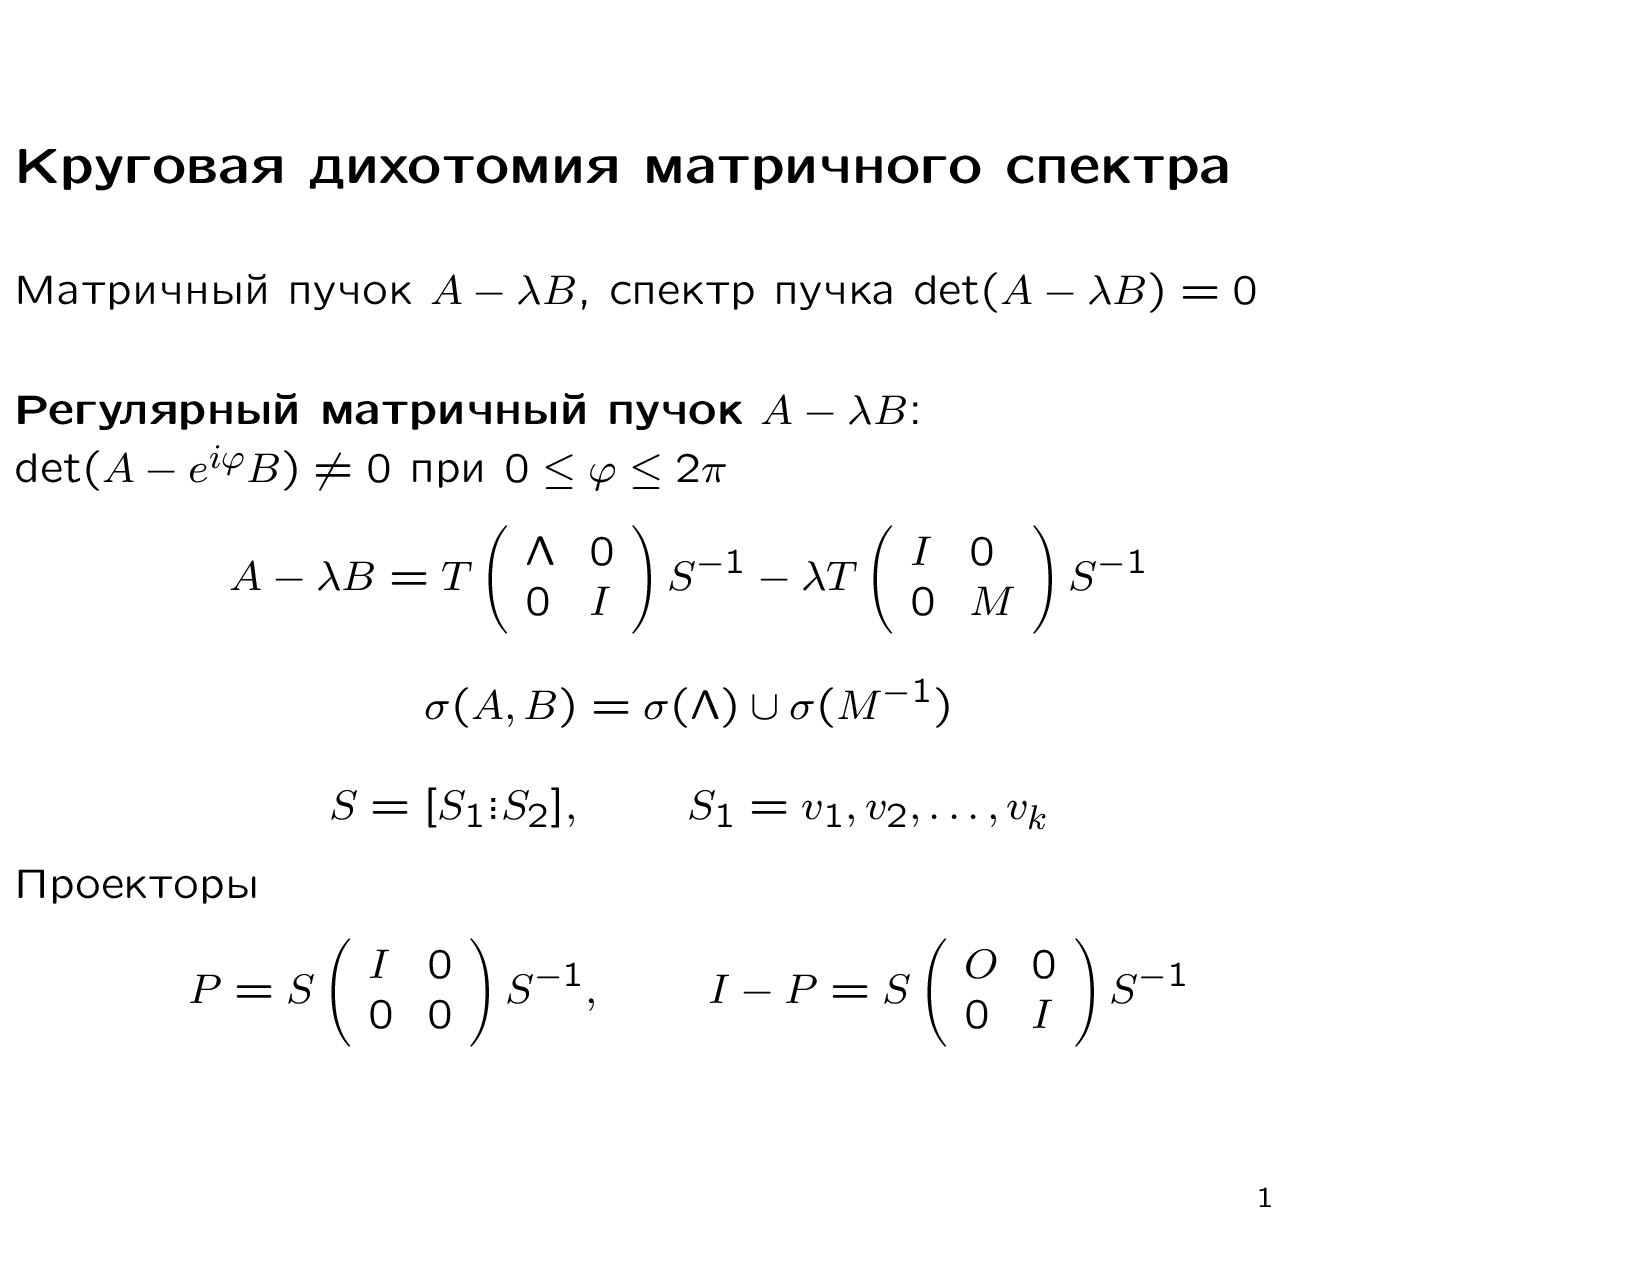 Круговая дихотомия матричного спектра
Матричный пучок A − λB, спектр пучка det(A − λB) = 0
Регулярный матричный пучок A − λB:
det(A − e^{iφ}B) ≠ 0 при 0 ≤ φ ≤ 2π
A − λB = T ( Λ 0 ; 0 I ) S^{−1} − λT ( I 0 ; 0 M ) S^{−1}
σ(A, B) = σ(Λ) ∪ σ(M^{−1})
S = [S_1⋮S_2], S_1 = v_1, v_2, . . . , v_k
Проекторы
P = S ( I 0 ; 0 0 ) S^{−1}, I − P = S ( O 0 ; 0 I ) S^{−1}
1